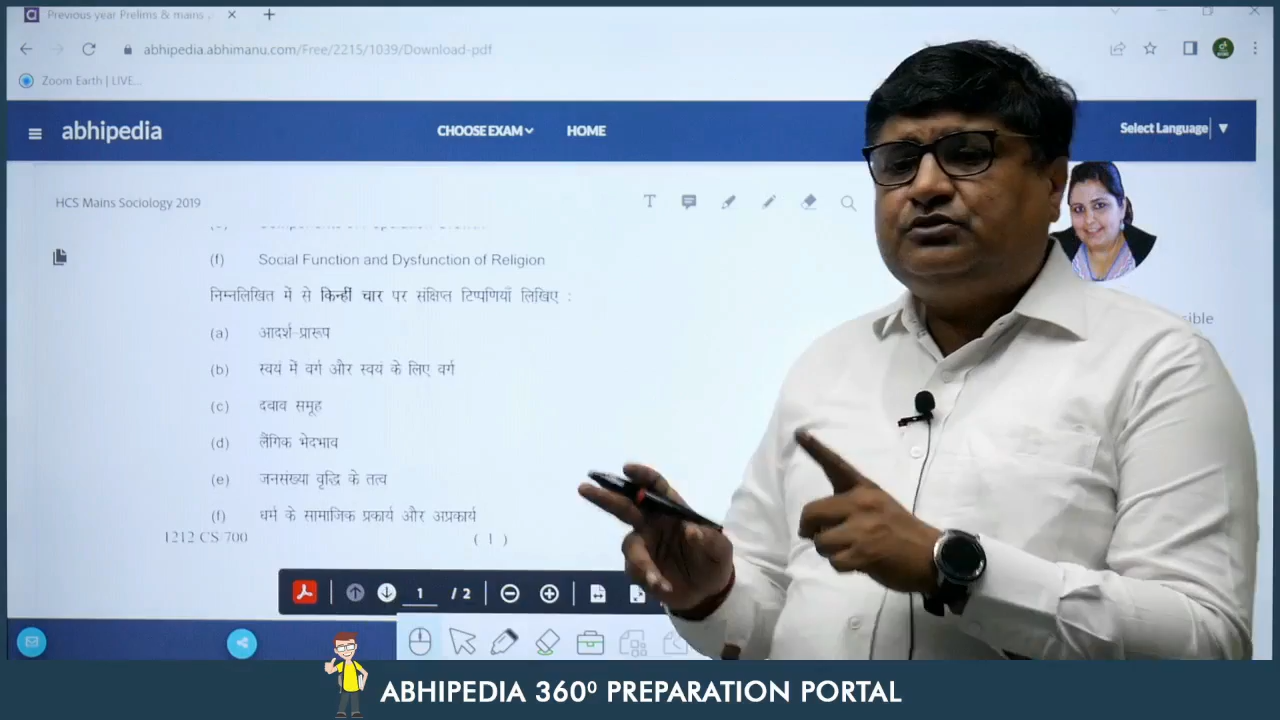 Previous year Prelims & mains .
abhipedia.abhimanu.com/Free/2215/1039/Download-pdf
Zoom Earth | LIVE...
abhipedia
CHOOSE EXAM
HOME
Select Language
HCS Mains Sociology 2019
(f) Social Function and Dysfunction of Religion
निम्नलिखित में से किन्हीं चार पर संक्षिप्त टिप्पणियाँ लिखिए :
(a) आदर्श-प्रारूप
(b) स्वयं में वर्ग और स्वयं के लिए वर्ग
(c) दबाव समूह
(d) लैंगिक भेदभाव
(e) जनसंख्या वृद्धि के तत्व
(f) धर्म के सामाजिक प्रकार्य और अप्रकार्य
1212 CS 700 ( 1 )
1 / 2
ABHIPEDIA 360⁰ PREPARATION PORTAL